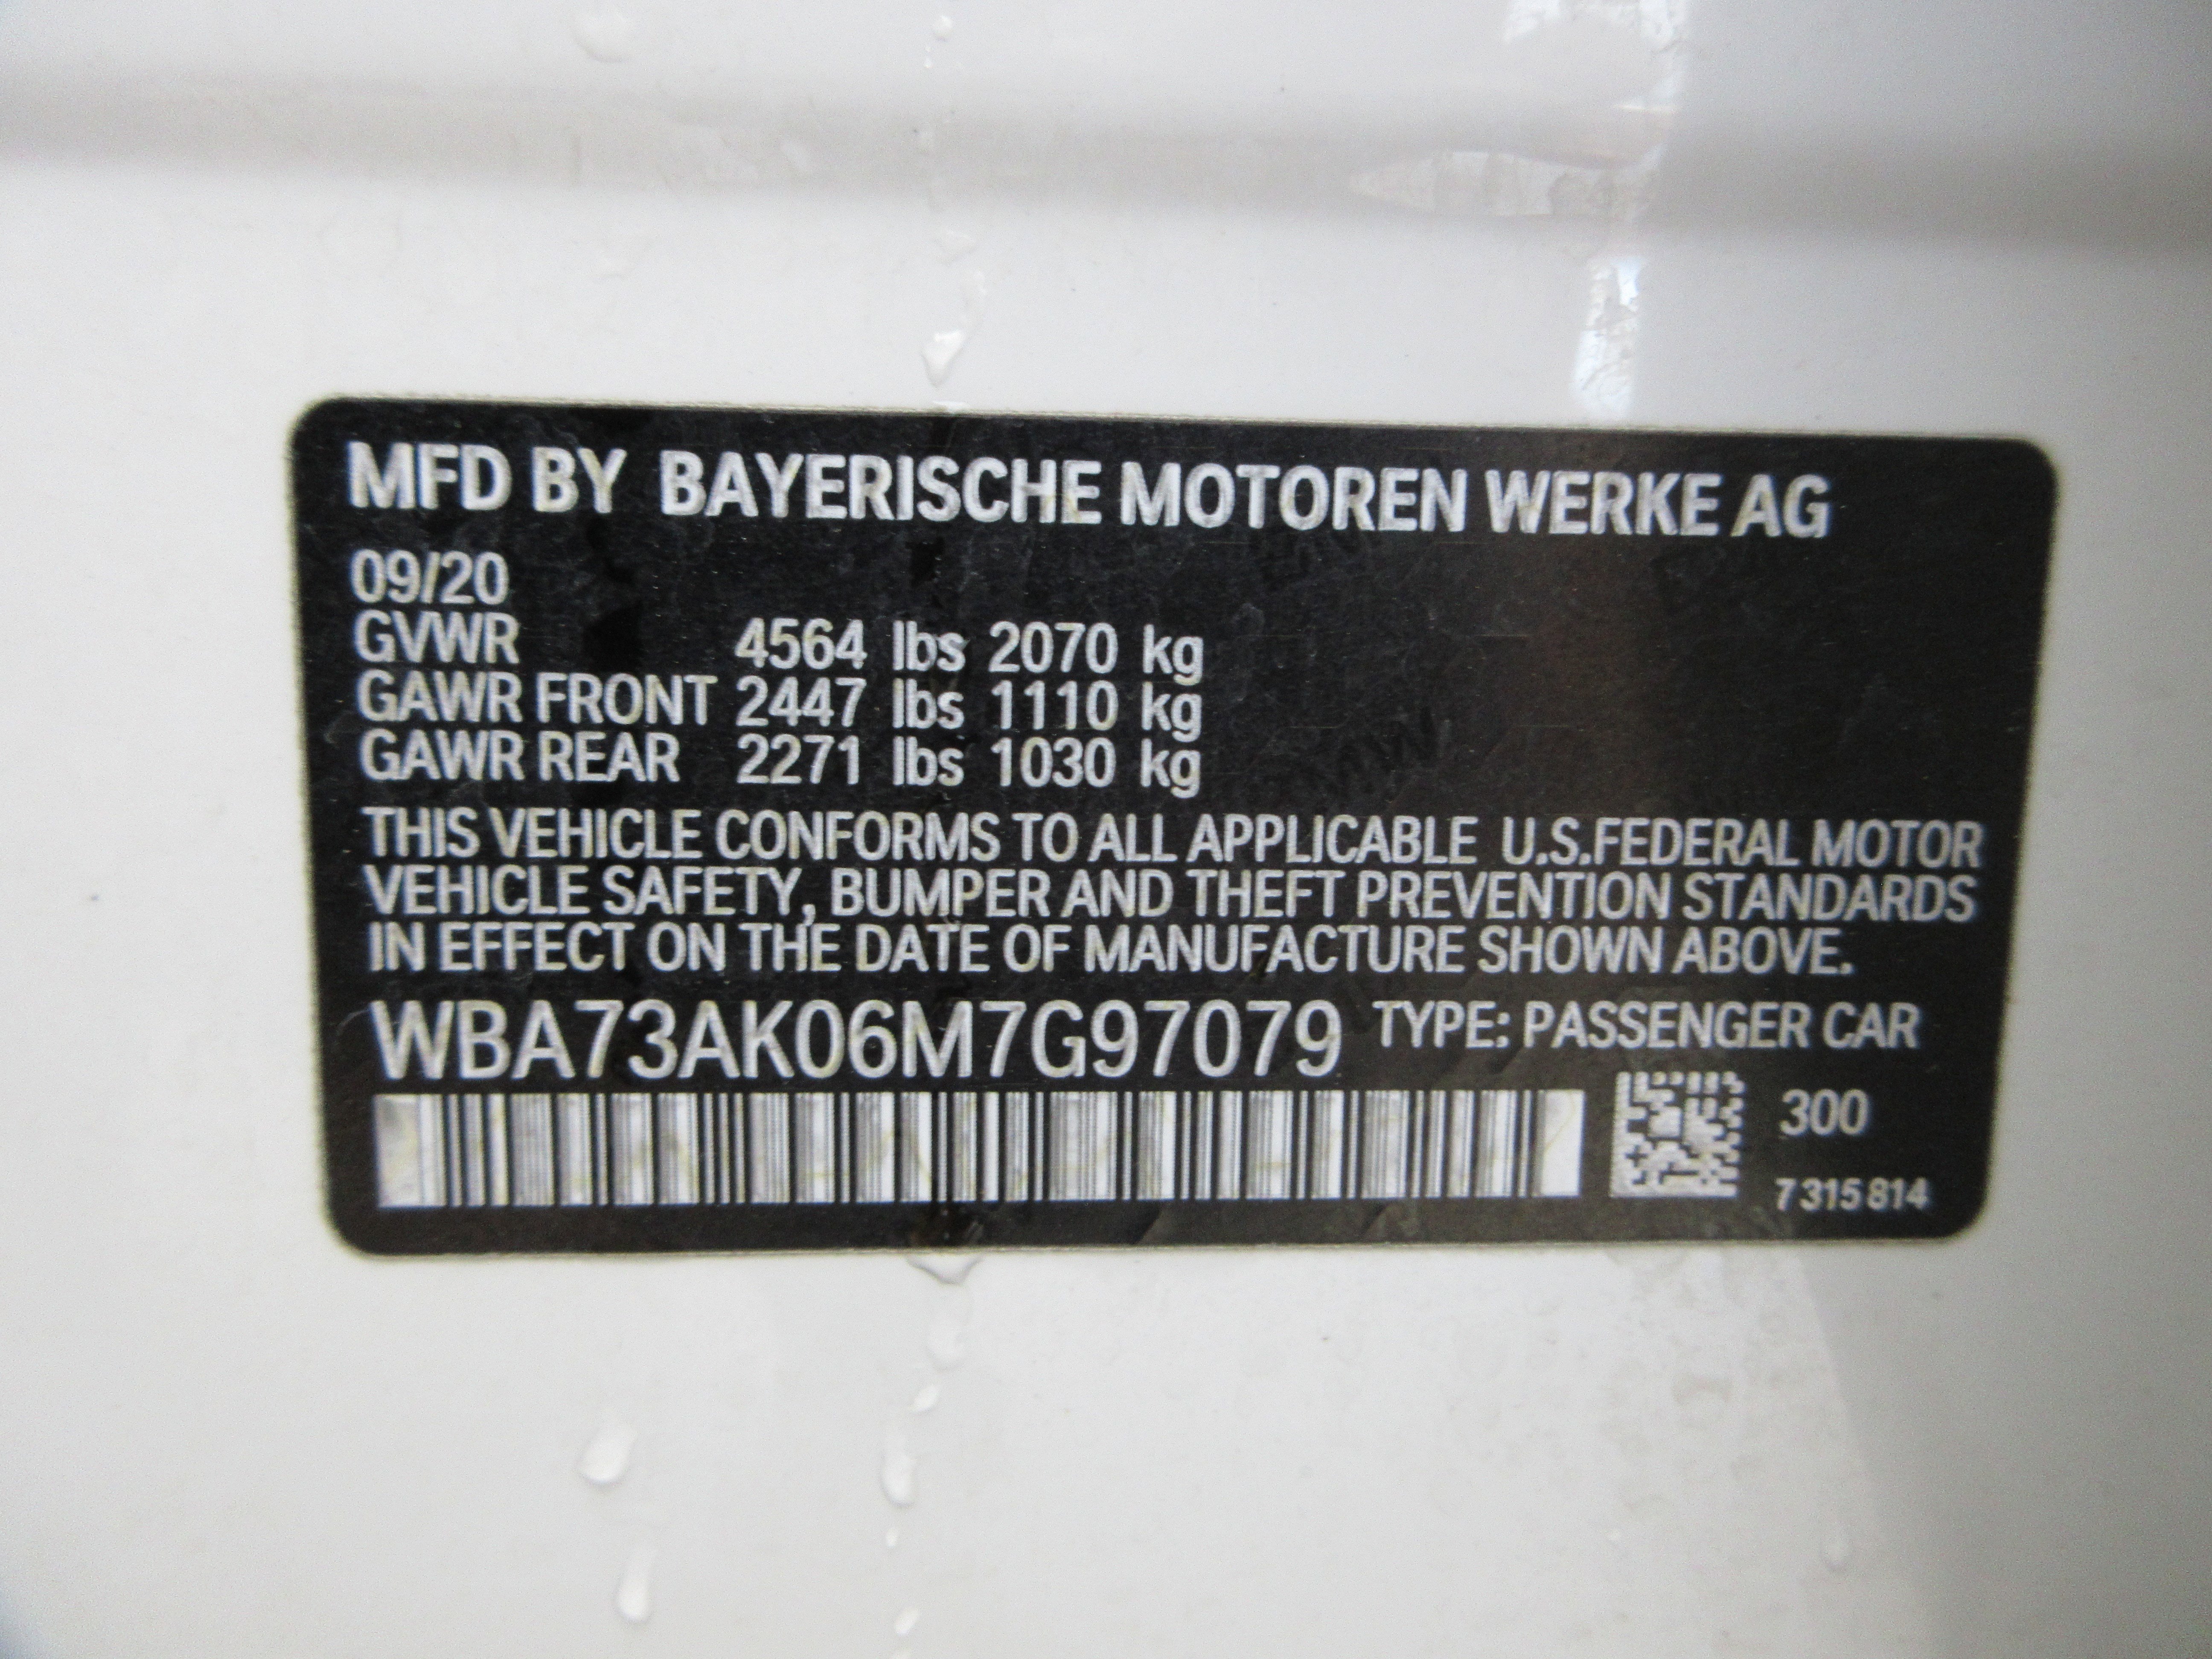 MFD BY BAYERISCHE MOTOREN WERKE AG
09/20
GVWR 4564 lbs 2070 kg
GAWR FRONT 2447 lbs 1110 kg
GAWR REAR 2271 lbs 1030 kg
THIS VEHICLE CONFORMS TO ALL APPLICABLE U.S.FEDERAL MOTOR
VEHICLE SAFETY, BUMPER AND THEFT PREVENTION STANDARDS
IN EFFECT ON THE DATE OF MANUFACTURE SHOWN ABOVE.
WBA73AK06M7G97079 TYPE: PASSENGER CAR
300
7 315 814